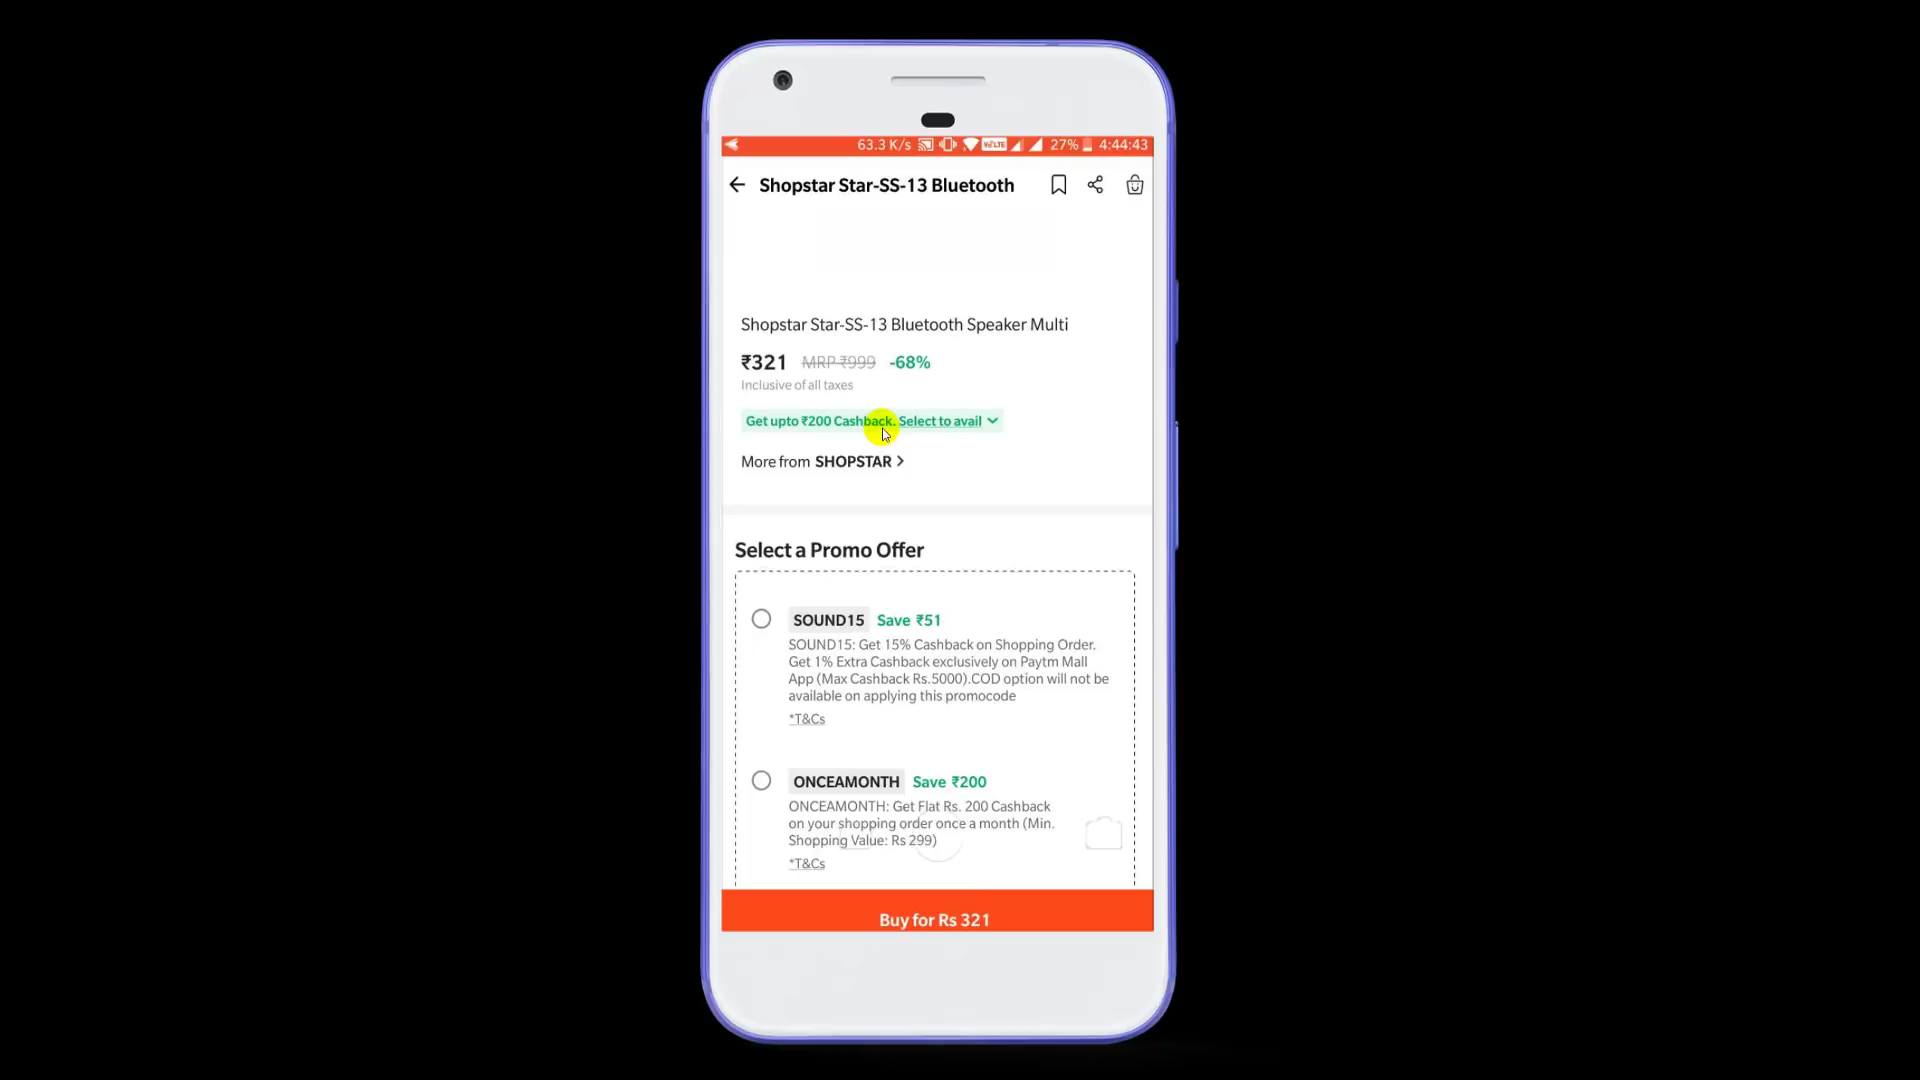 63.3 K/s VoLTE 27% 4:44:43
Shopstar Star-SS-13 Bluetooth
Shopstar Star-SS-13 Bluetooth Speaker Multi
₹321 MRP ₹999 -68%
Inclusive of all taxes
Get upto ₹200 Cashback. Select to avail
More from SHOPSTAR >
Select a Promo Offer
SOUND15 Save ₹51
SOUND15: Get 15% Cashback on Shopping Order.
Get 1% Extra Cashback exclusively on Paytm Mall
App (Max Cashback Rs.5000).COD option will not be
available on applying this promocode
*T&Cs
ONCEAMONTH Save ₹200
ONCEAMONTH: Get Flat Rs. 200 Cashback
on your shopping order once a month (Min.
Shopping Value: Rs 299)
*T&Cs
Buy for Rs 321